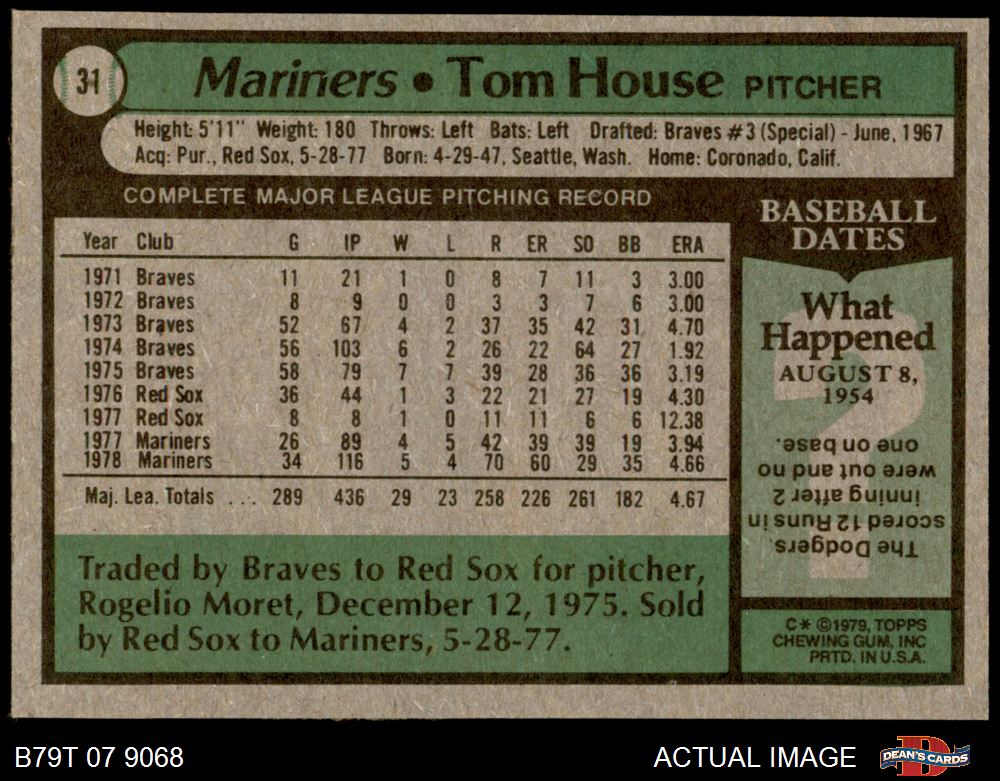 31
Mariners • Tom House PITCHER
Height: 5'11" Weight: 180 Throws: Left Bats: Left Drafted: Braves #3 (Special) - June, 1967
Acq: Pur., Red Sox, 5-28-77 Born: 4-29-47, Seattle, Wash. Home: Coronado, Calif.
COMPLETE MAJOR LEAGUE PITCHING RECORD
Year Club G IP W L R ER SO BB ERA
1971 Braves 11 21 1 0 8 7 11 3 3.00
1972 Braves 8 9 0 0 3 3 7 6 3.00
1973 Braves 52 67 4 2 37 35 42 31 4.70
1974 Braves 56 103 6 2 26 22 64 27 1.92
1975 Braves 58 79 7 7 39 28 36 36 3.19
1976 Red Sox 36 44 1 3 22 21 27 19 4.30
1977 Red Sox 8 8 1 0 11 11 6 6 12.38
1977 Mariners 26 89 4 5 42 39 39 19 3.94
1978 Mariners 34 116 5 4 70 60 29 35 4.66
Maj. Lea. Totals ... 289 436 29 23 258 226 261 182 4.67
Traded by Braves to Red Sox for pitcher,
Rogelio Moret, December 12, 1975. Sold
by Red Sox to Mariners, 5-28-77.
BASEBALL
DATES
What
Happened
AUGUST 8,
1954
The Dodgers
scored 12 Runs in
inning after 2
were out and no
one on base.
C* ©1979, TOPPS
CHEWING GUM, INC
PRTD. IN U.S.A.
B79T 07 9068
ACTUAL IMAGE
DEAN'S CARDS